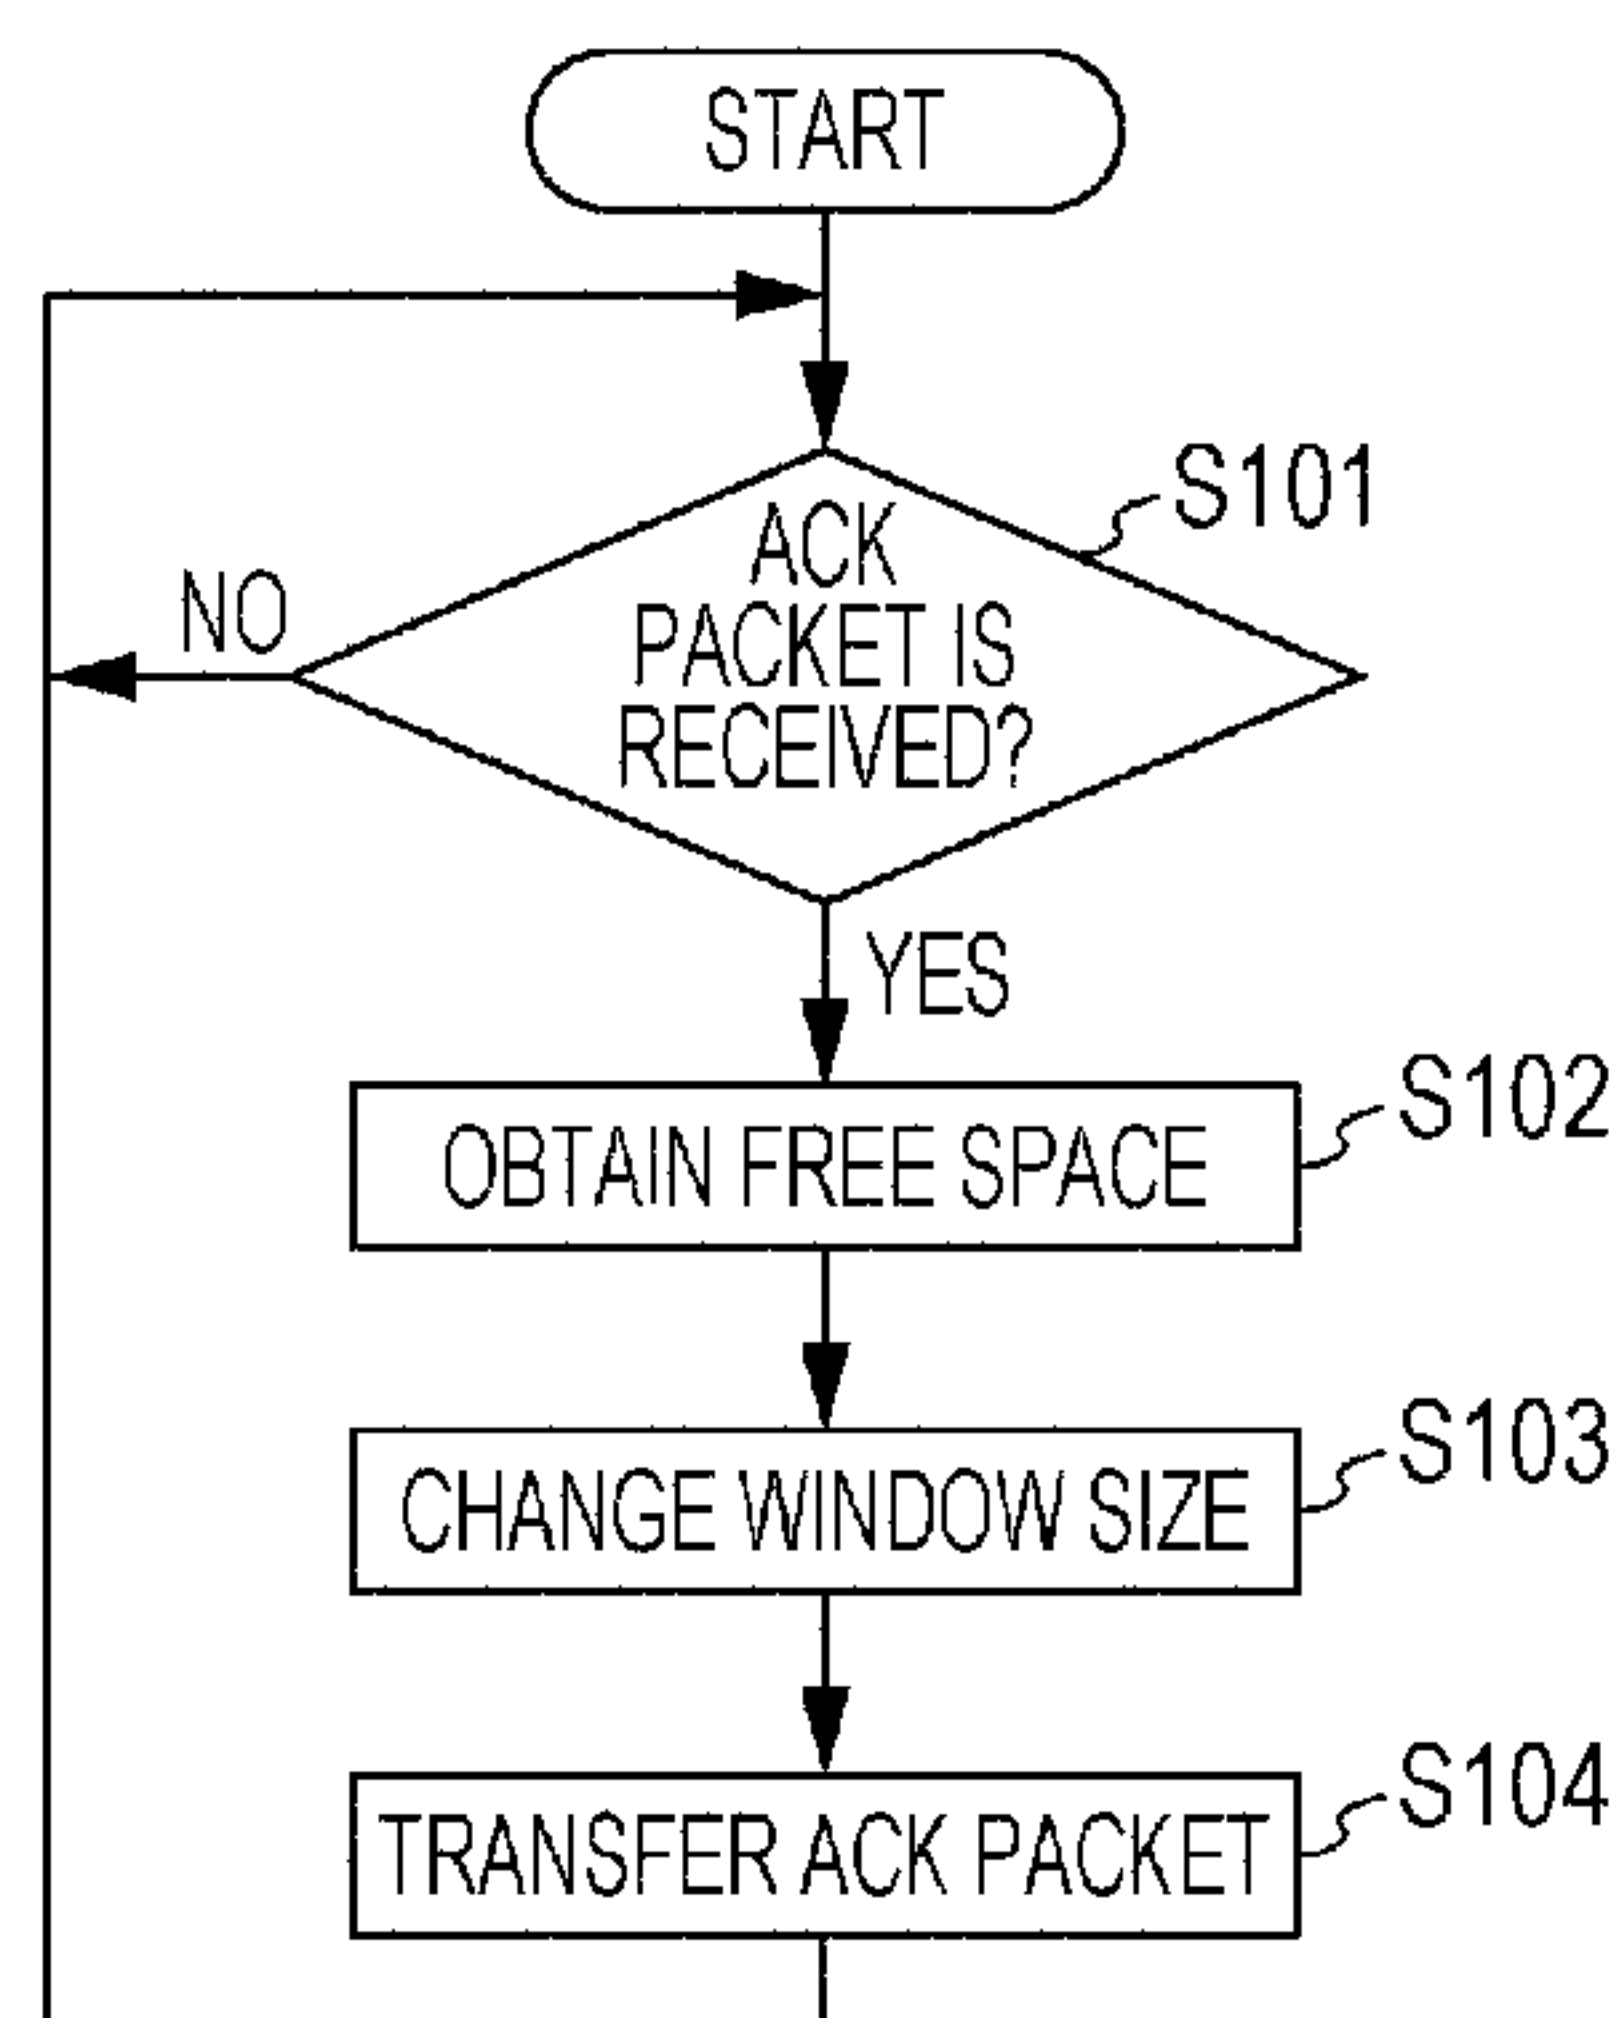 START
S101
ACK
PACKET IS
RECEIVED?
NO
YES
S102
OBTAIN FREE SPACE
S103
CHANGE WINDOW SIZE
S104
TRANSFER ACK PACKET